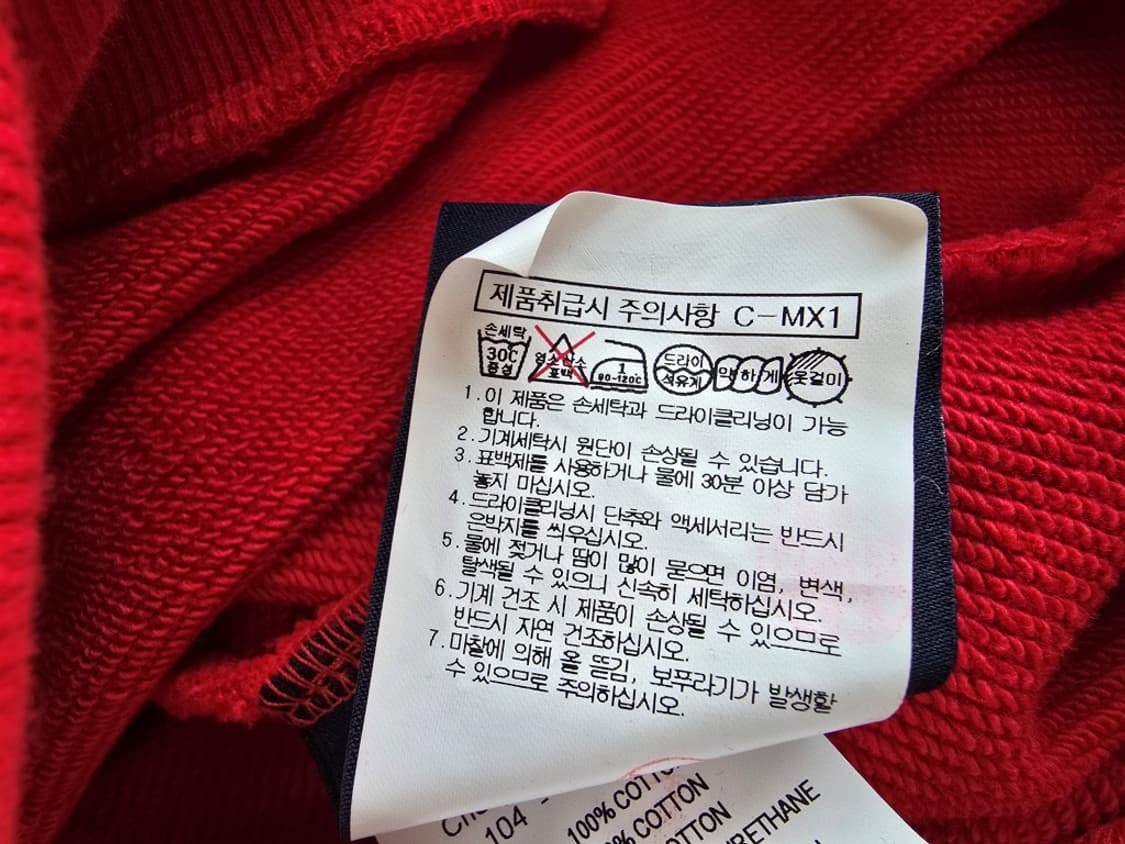 제품취급시 주의사항 C-MX1
손세탁
30C
중성
염소산소
표백
1
80-120C
드라이
석유계
약하게
옷걸이
1.이 제품은 손세탁과 드라이클리닝이 가능
합니다.
2.기계세탁시 원단이 손상될 수 있습니다.
3.표백제를 사용하거나 물에 30분 이상 담가
놓지 마십시오.
4.드라이클리닝시 단추와 액세서리는 반드시
은박지를 씌우십시오.
5.물에 젖거나 땀이 많이 묻으면 이염, 변색,
탈색될 수 있으니 신속히 세탁하십시오.
6.기계 건조 시 제품이 손상될 수 있으므로
반드시 자연 건조하십시오.
7.마찰에 의해 올 뜯김, 보푸라기가 발생할
수 있으므로 주의하십시오.
104 -
100% COTTON
COTTON